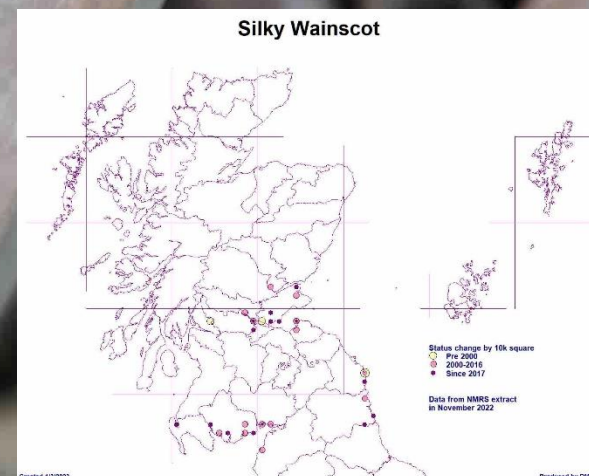 Silky Wainscot
Status change by 10k square
Pre 2000
2000-2016
Since 2017
Data from NMRS extract
in November 2022